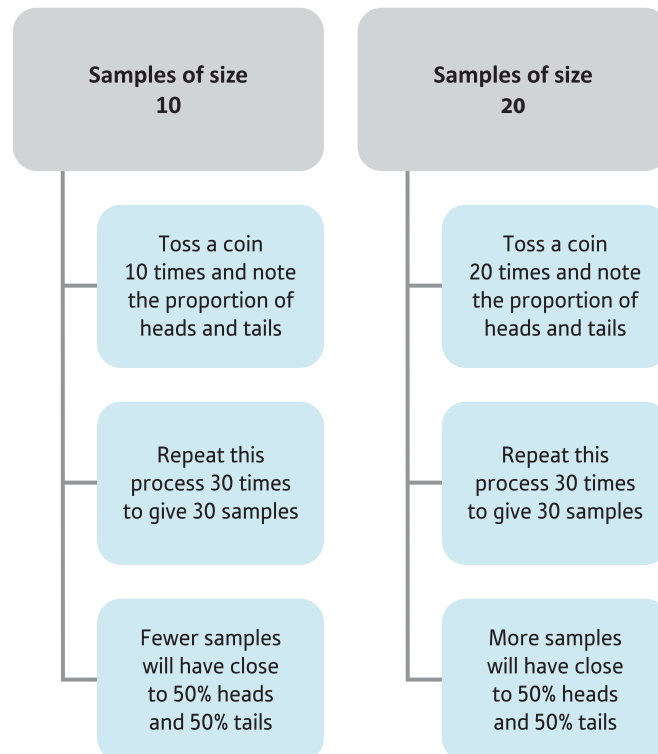 Samples of size
10
Toss a coin
10 times and note
the proportion of
heads and tails
Repeat this
process 30 times
to give 30 samples
Fewer samples
will have close
to 50% heads
and 50% tails
Samples of size
20
Toss a coin
20 times and note
the proportion of
heads and tails
Repeat this
process 30 times
to give 30 samples
More samples
will have close
to 50% heads
and 50% tails